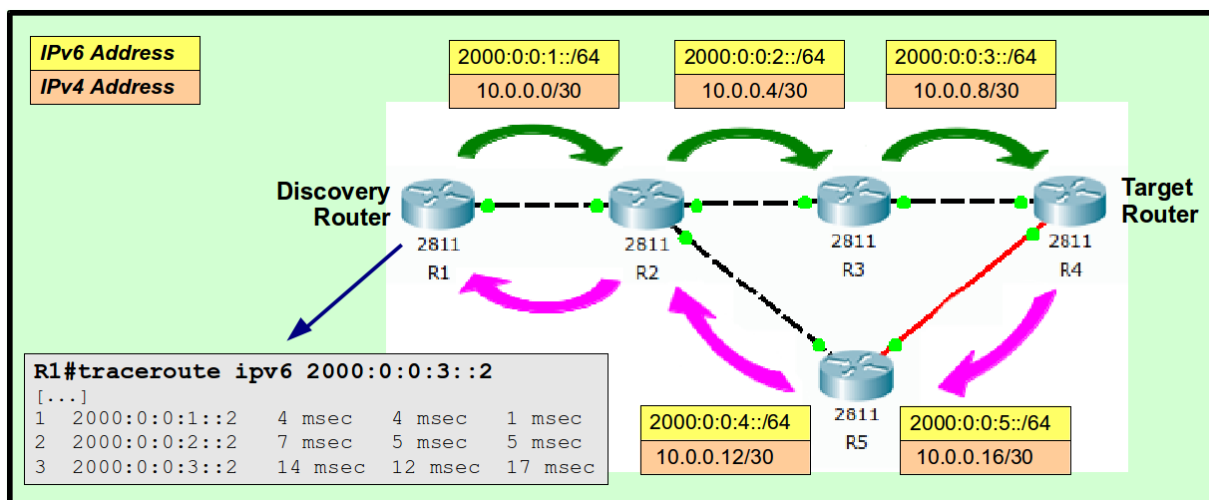 IPv6 Address
IPv4 Address
2000:0:0:1::/64
10.0.0.0/30
2000:0:0:2::/64
10.0.0.4/30
2000:0:0:3::/64
10.0.0.8/30
Discovery
Router
2811
R1
2811
R2
2811
R3
Target
Router
2811
R4
2811
R5
2000:0:0:4::/64
10.0.0.12/30
2000:0:0:5::/64
10.0.0.16/30
R1#traceroute ipv6 2000:0:0:3::2
[...]
1 2000:0:0:1::2 4 msec 4 msec 1 msec
2 2000:0:0:2::2 7 msec 5 msec 5 msec
3 2000:0:0:3::2 14 msec 12 msec 17 msec